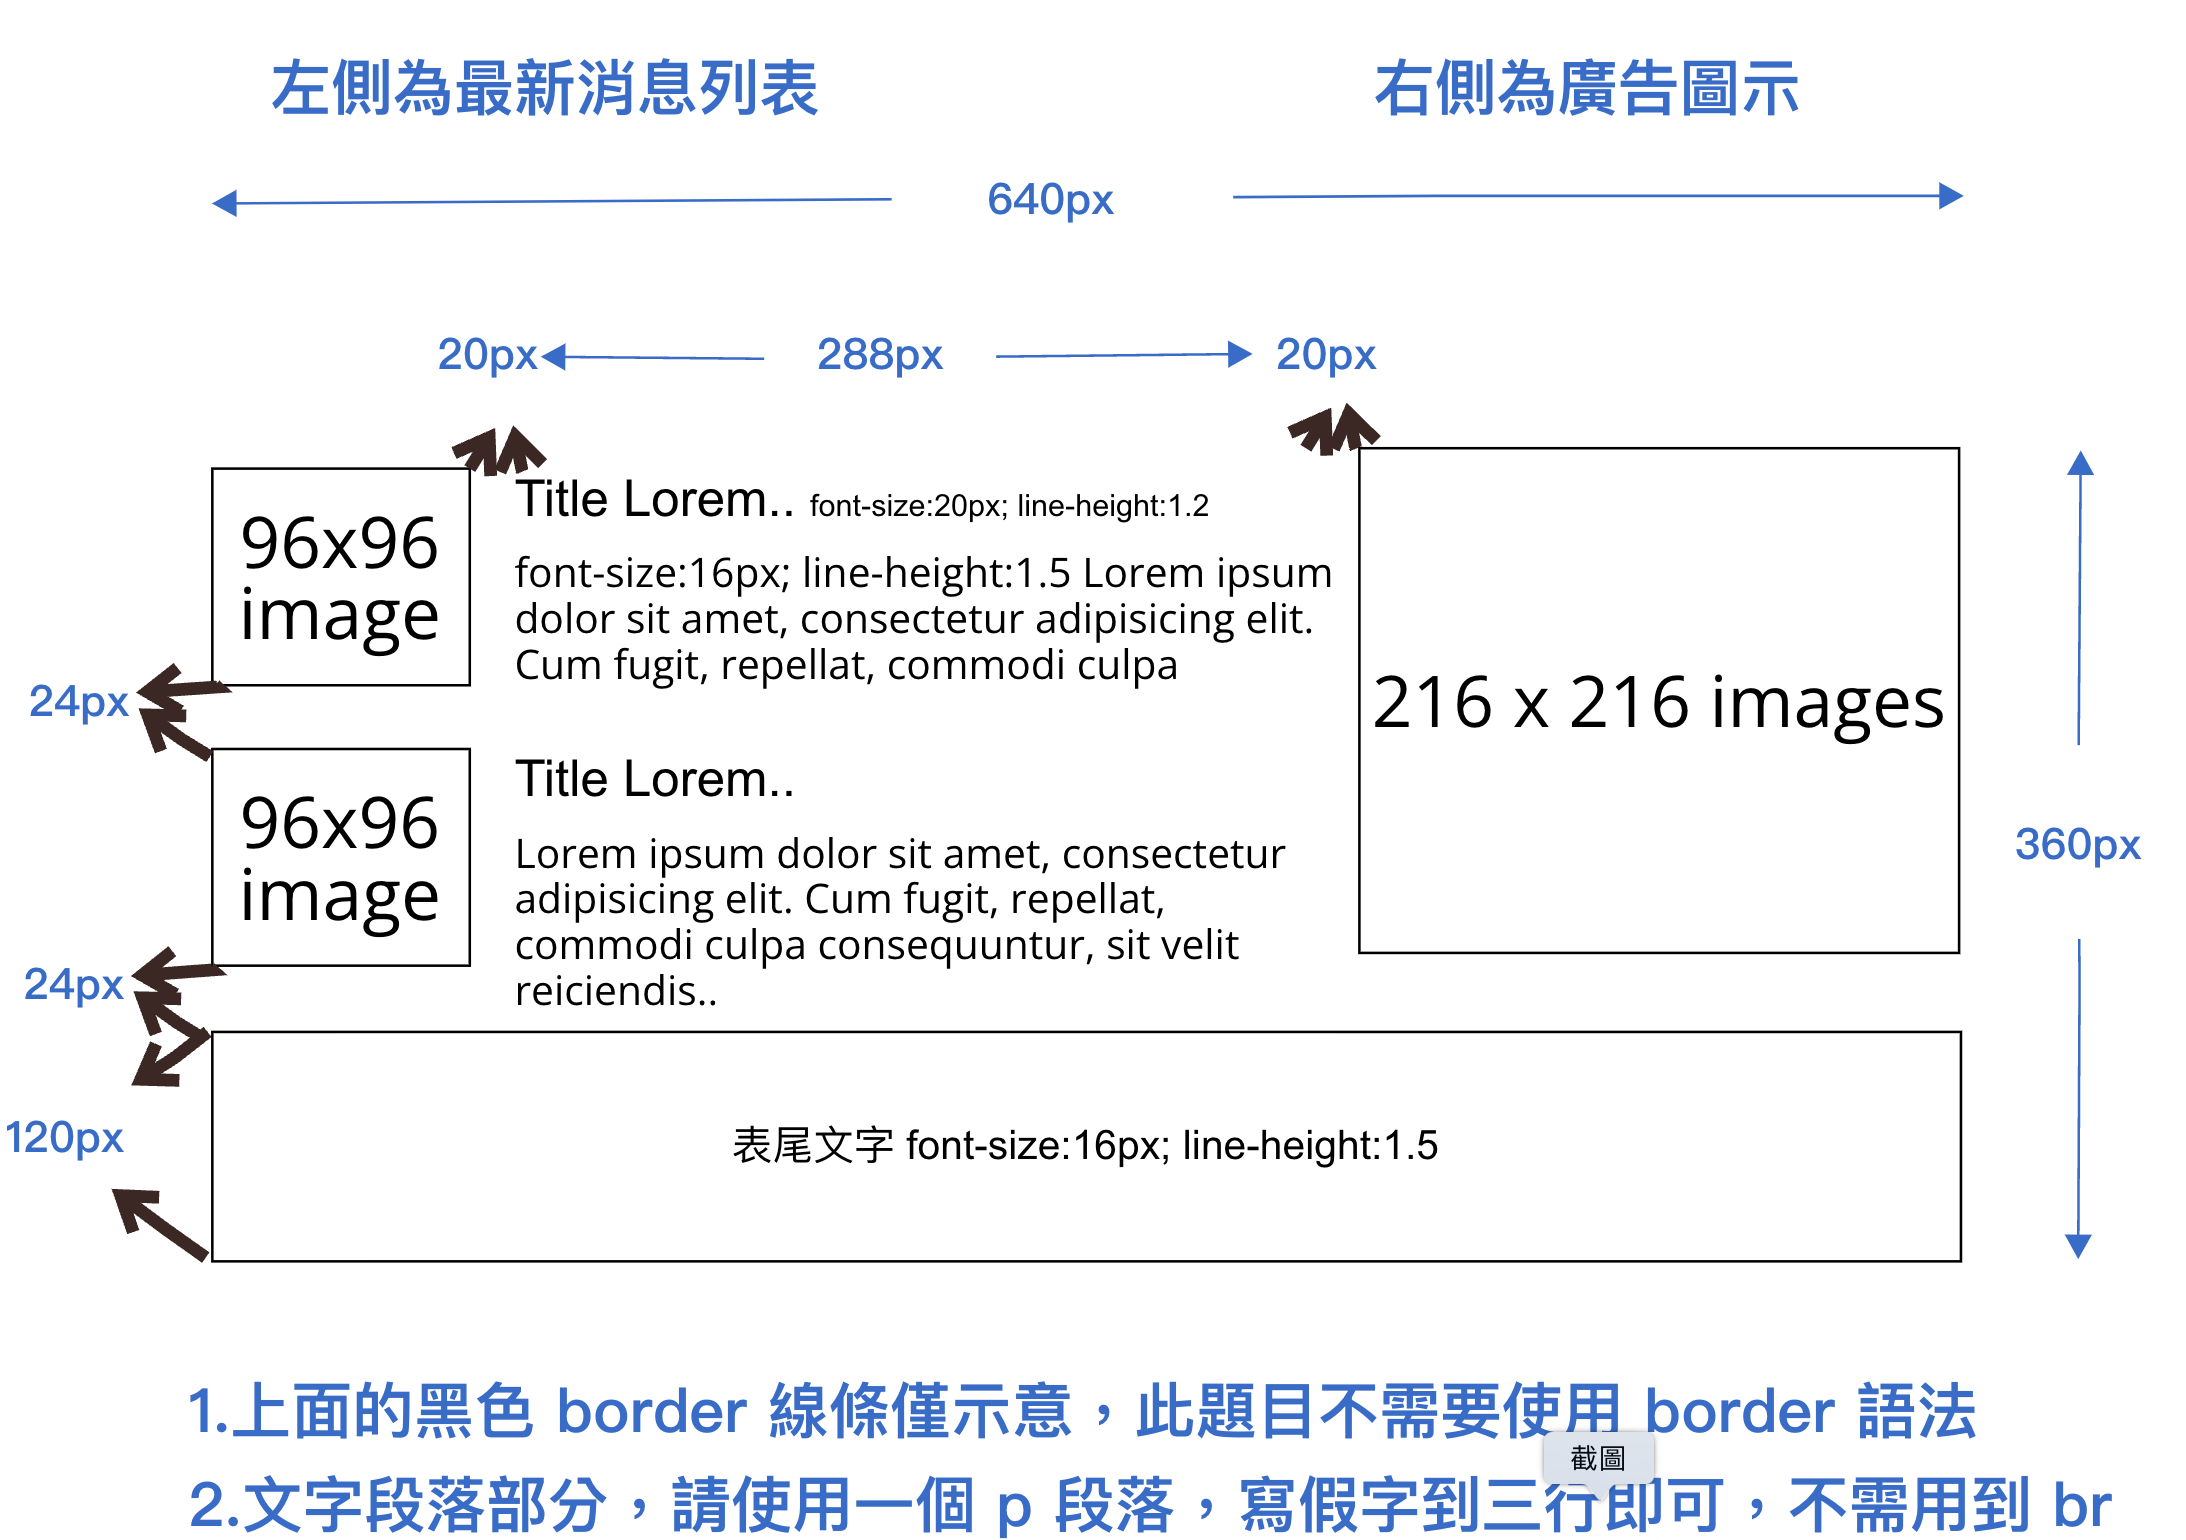 左側為最新消息列表
右側為廣告圖示
640px
20px
288px
20px
96x96
image
Title Lorem.. font-size:20px; line-height:1.2
font-size:16px; line-height:1.5 Lorem ipsum
dolor sit amet, consectetur adipisicing elit.
Cum fugit, repellat, commodi culpa
216 x 216 images
24px
96x96
image
Title Lorem..
Lorem ipsum dolor sit amet, consectetur
adipisicing elit. Cum fugit, repellat,
commodi culpa consequuntur, sit velit
reiciendis..
360px
24px
120px
表尾文字 font-size:16px; line-height:1.5
1.上面的黑色 border 線條僅示意，此題目不需要使用 border 語法
截圖
2.文字段落部分，請使用一個 p 段落，寫假字到三行即可，不需用到 br